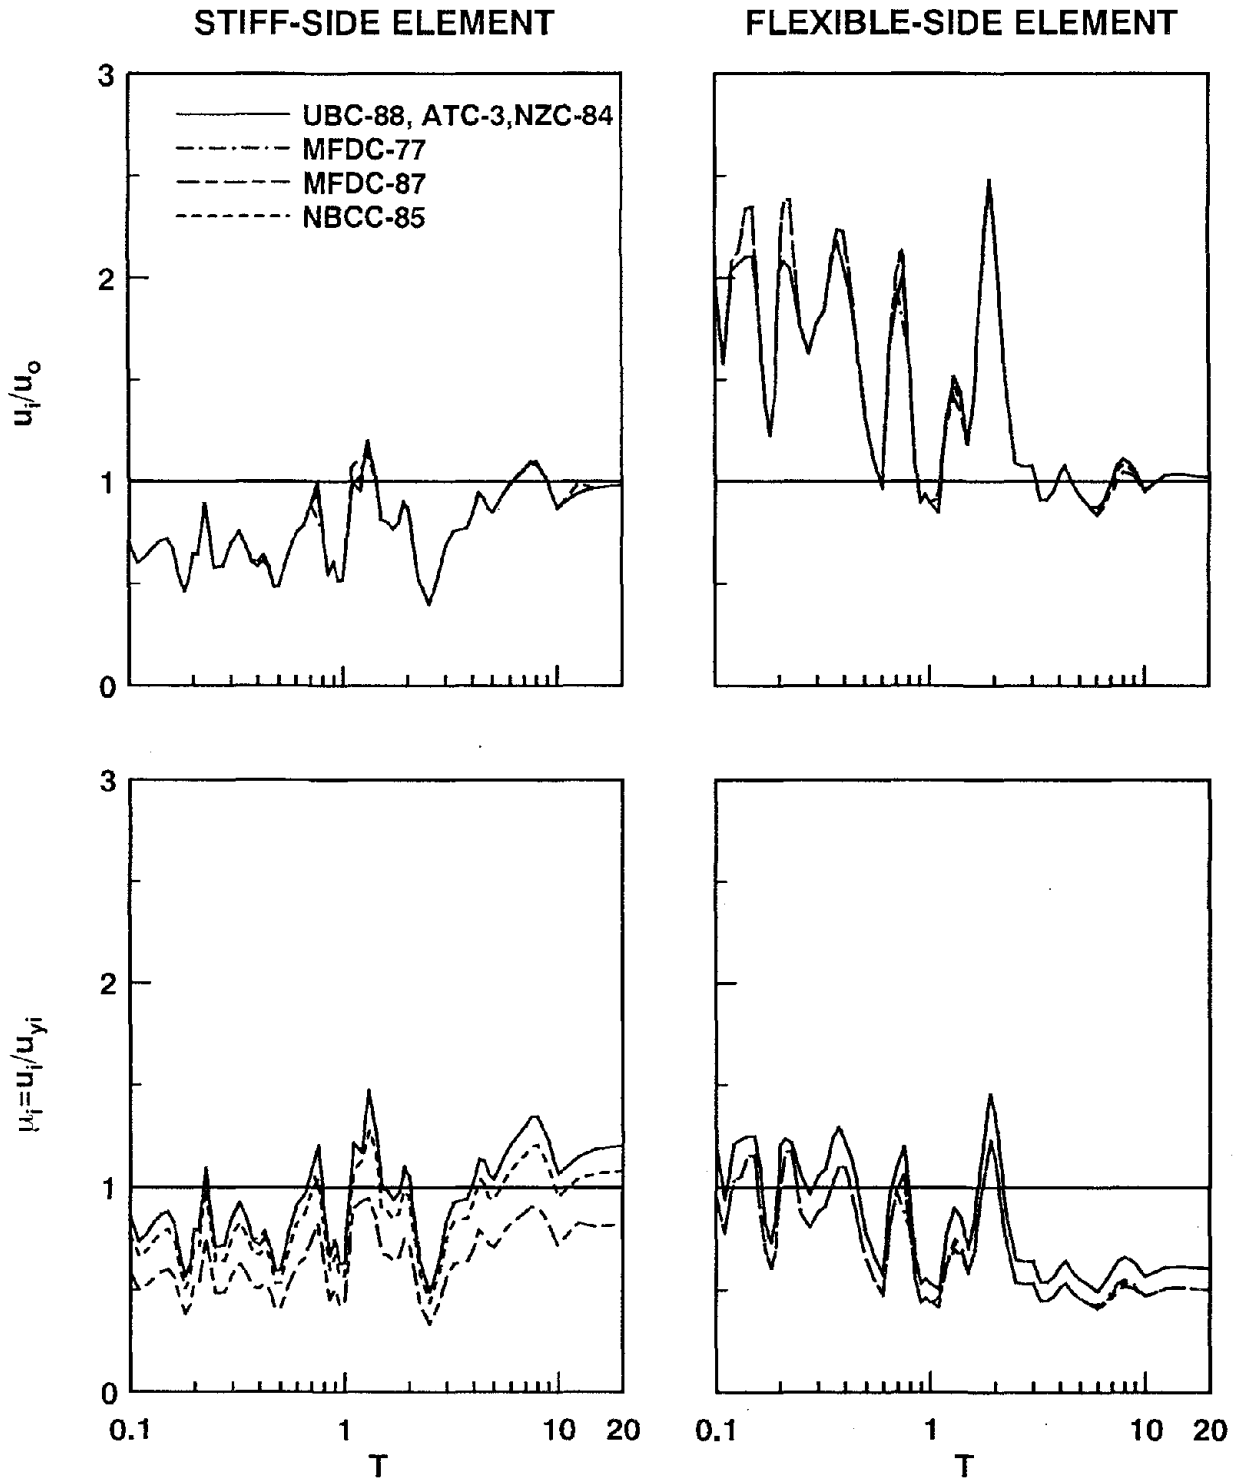 STIFF-SIDE ELEMENT
FLEXIBLE-SIDE ELEMENT
3
2
1
0
UBC-88, ATC-3,NZC-84
MFDC-77
MFDC-87
NBCC-85
uᵢ/uₒ
3
2
1
0
μᵢ=uᵢ/u_yi
0.1
1
10
20
T
0.1
1
10
20
T